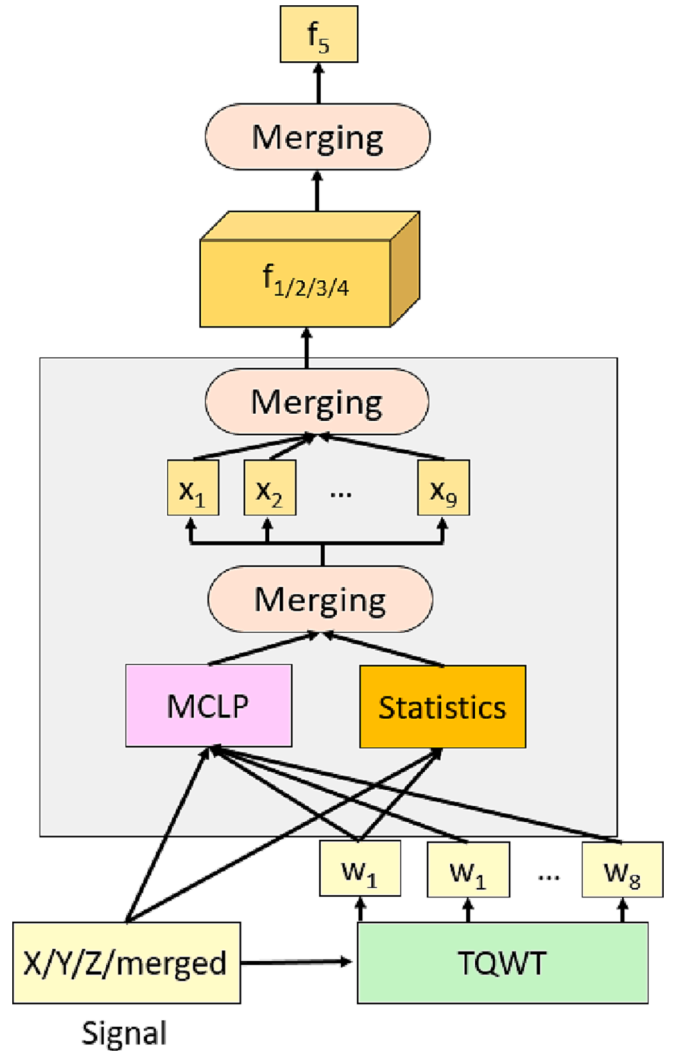 f₅
Merging
f₁/₂/₃/₄
Merging
x₁ x₂ ... x₉
Merging
MCLP Statistics
w₁ w₁ ... w₈
X/Y/Z/merged TQWT
Signal